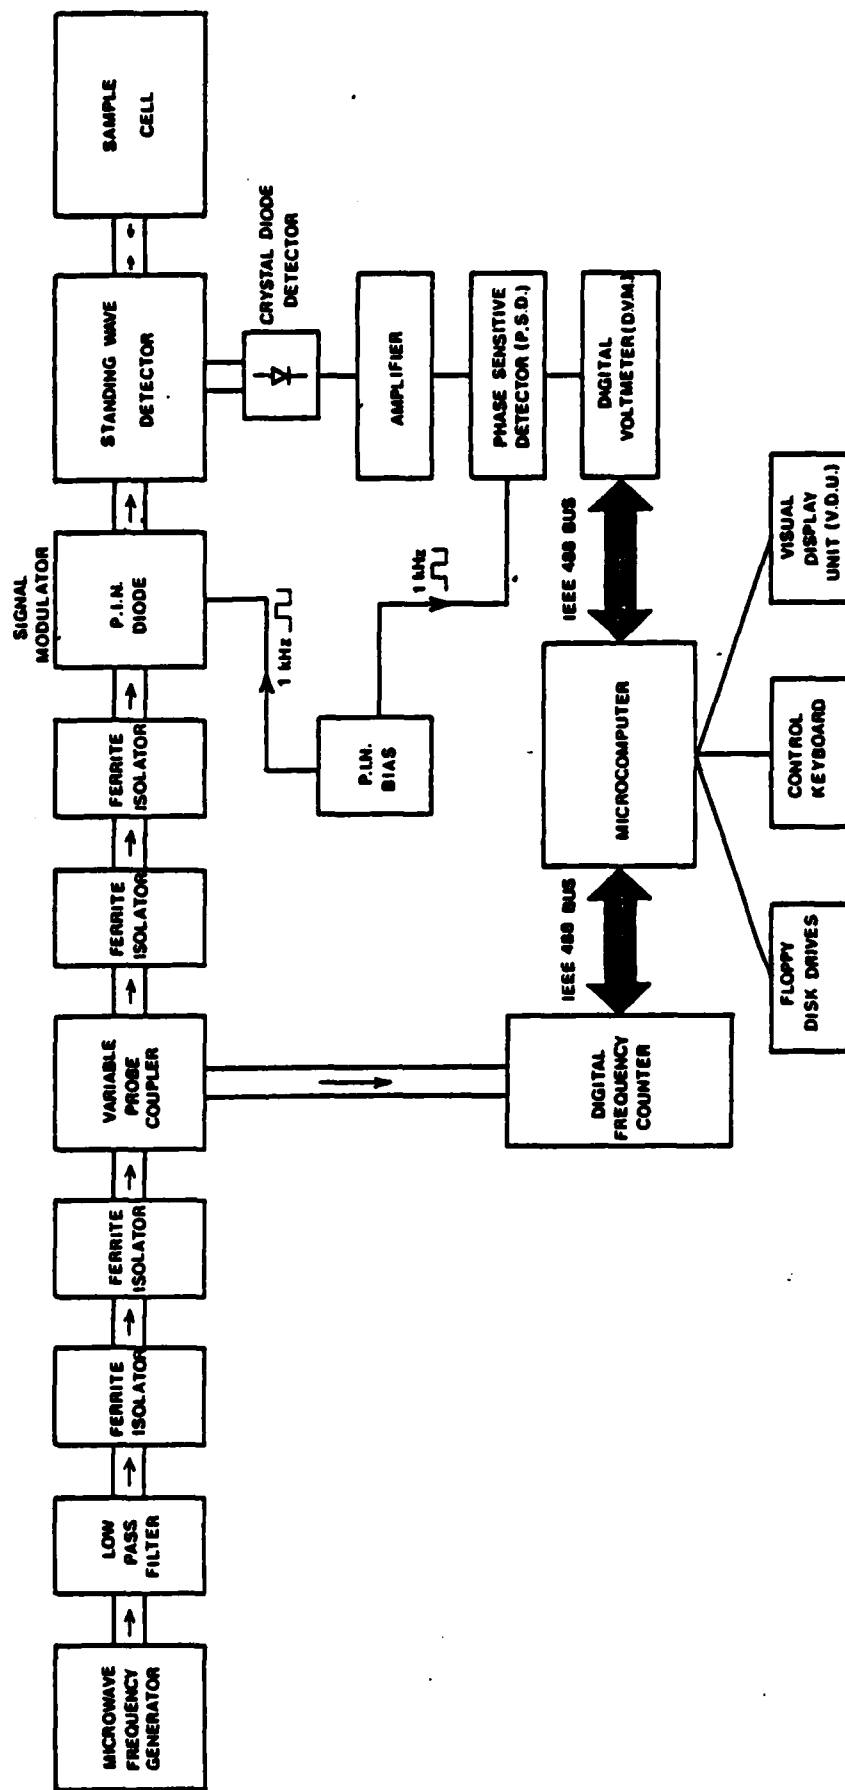 MICROWAVE
FREQUENCY
GENERATOR
LOW
PASS
FILTER
FERRITE
ISOLATOR
FERRITE
ISOLATOR
VARIABLE
PROBE
COUPLER
FERRITE
ISOLATOR
FERRITE
ISOLATOR
SIGNAL
MODULATOR
P.I.N.
DIODE
STANDING WAVE
DETECTOR
SAMPLE
CELL
CRYSTAL DIODE
DETECTOR
1 kHz
P.I.N.
BIAS
AMPLIFIER
1 kHz
PHASE SENSITIVE
DETECTOR (P.S.D.)
DIGITAL
FREQUENCY
COUNTER
IEEE 488 BUS
MICROCOMPUTER
IEEE 488 BUS
DIGITAL
VOLTMETER (D.V.M.)
FLOPPY
DISK DRIVES
CONTROL
KEYBOARD
VISUAL
DISPLAY
UNIT (V.D.U.)